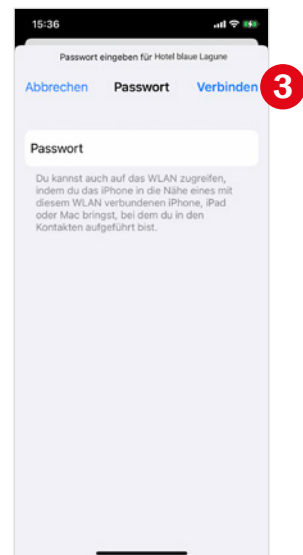 15:36
Passwort eingeben für Hotel blaue Lagune
Abbrechen Passwort Verbinden 3
Passwort
Du kannst auch auf das WLAN zugreifen,
indem du das iPhone in die Nähe eines mit
diesem WLAN verbundenen iPhone, iPad
oder Mac bringst, bei dem du in den
Kontakten aufgeführt bist.